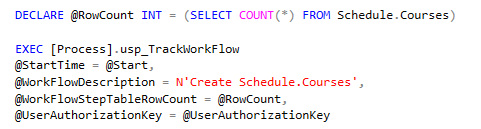 DECLARE @RowCount INT = (SELECT COUNT(*) FROM Schedule.Courses)
EXEC [Process].usp_TrackWorkFlow
@StartTime = @Start,
@WorkFlowDescription = N'Create Schedule.Courses',
@WorkFlowStepTableRowCount = @RowCount,
@UserAuthorizationKey = @UserAuthorizationKey